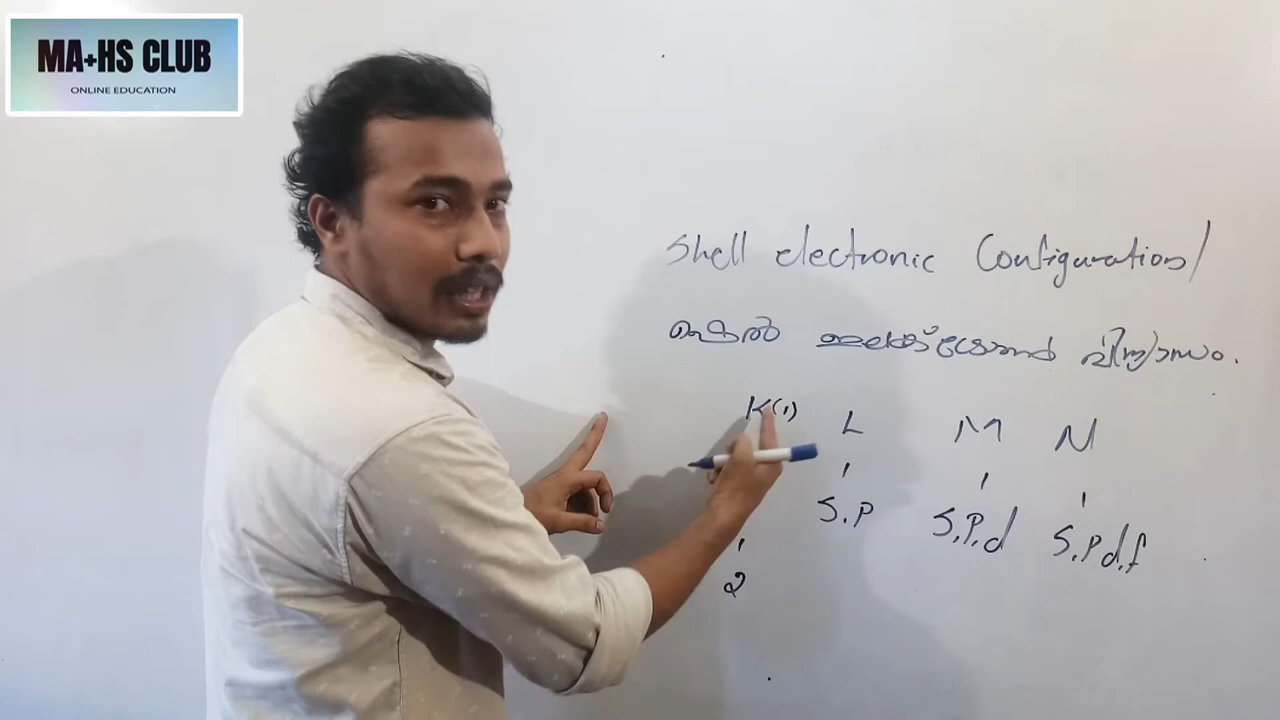 MA+HS CLUB
ONLINE EDUCATION
Shell electronic Configuration/
ഷെൽ ഇലക്ട്രോൺ വിന്യാസം.
K(1) L M N
S.P S,P,d S,P,d,f
2